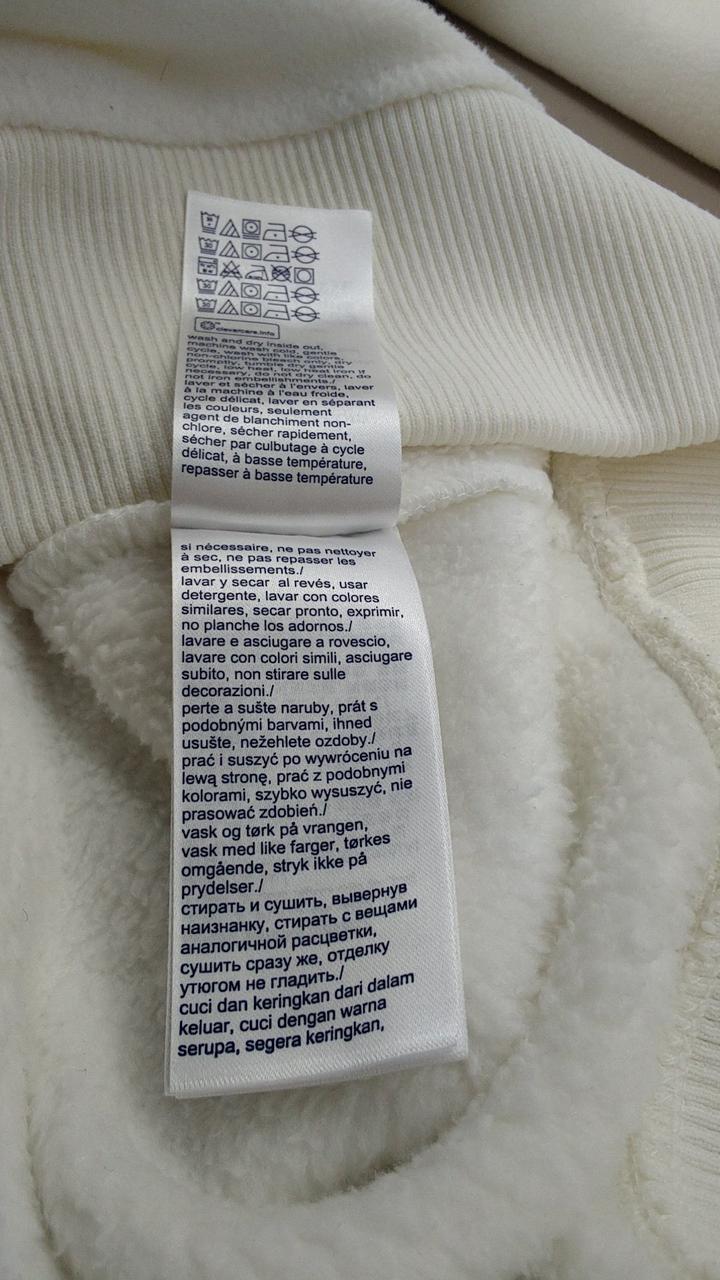 clevercare.info
wash and dry inside out,
machine wash cold, gentle
cycle, wash with like colors,
non-chlorine bleach only, dry
promptly, tumble dry gentle
cycle, low heat, low heat iron if
necessary, do not dry clean, do
not iron embellishments./
laver et sécher à l'envers, laver
à la machine à l'eau froide,
cycle délicat, laver en séparant
les couleurs, seulement
agent de blanchiment non-
chlore, sécher rapidement,
sécher par culbutage à cycle
délicat, à basse température,
repasser à basse température
si nécessaire, ne pas nettoyer
à sec, ne pas repasser les
embellissements./
lavar y secar al revés, usar
detergente, lavar con colores
similares, secar pronto, exprimir,
no planche los adornos./
lavare e asciugare a rovescio,
lavare con colori simili, asciugare
subito, non stirare sulle
decorazioni./
perte a sušte naruby, prát s
podobnými barvami, ihned
usušte, nežehlete ozdoby./
prać i suszyć po wywróceniu na
lewą stronę, prać z podobnymi
kolorami, szybko wysuszyć, nie
prasować zdobień./
vask og tørk på vrangen,
vask med like farger, tørkes
omgående, stryk ikke på
prydelser./
стирать и сушить, вывернув
наизнанку, стирать с вещами
аналогичной расцветки,
сушить сразу же, отделку
утюгом не гладить./
cuci dan keringkan dari dalam
keluar, cuci dengan warna
serupa, segera keringkan,